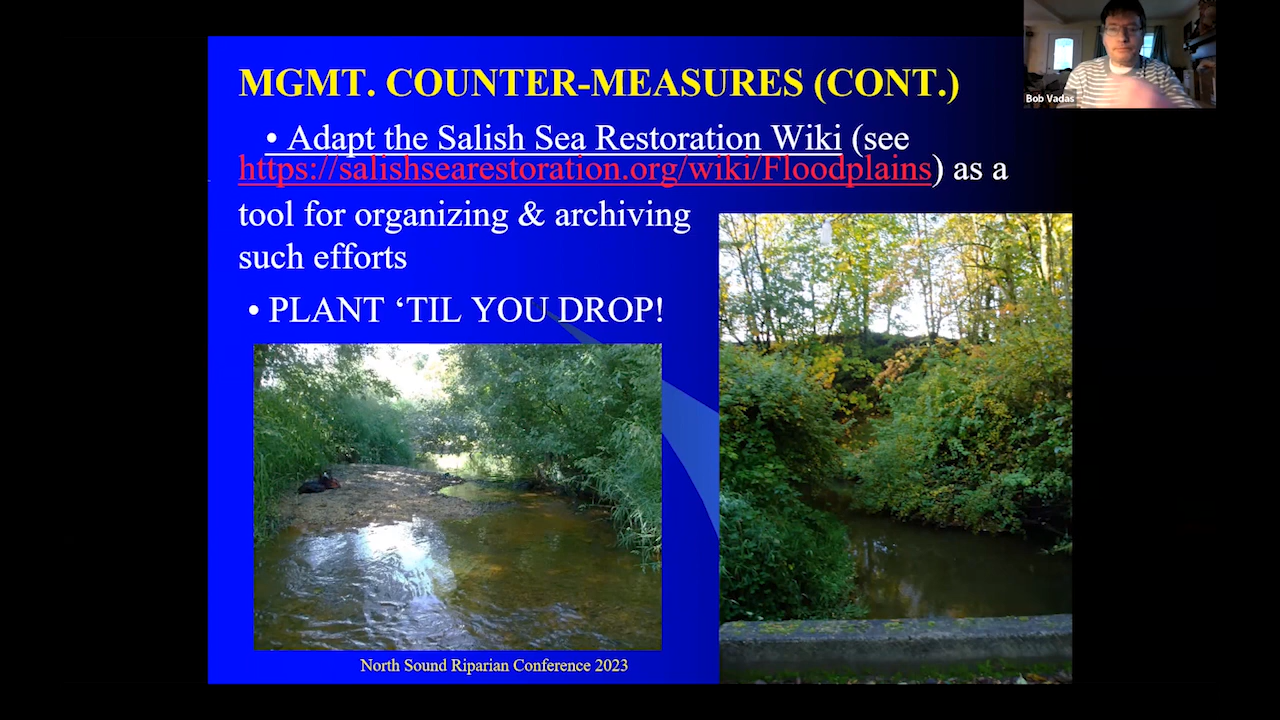 MGMT. COUNTER-MEASURES (CONT.)
• Adapt the Salish Sea Restoration Wiki (see
https://salishsearestoration.org/wiki/Floodplains) as a
tool for organizing & archiving
such efforts
• PLANT ‘TIL YOU DROP!
North Sound Riparian Conference 2023
Bob Vadas